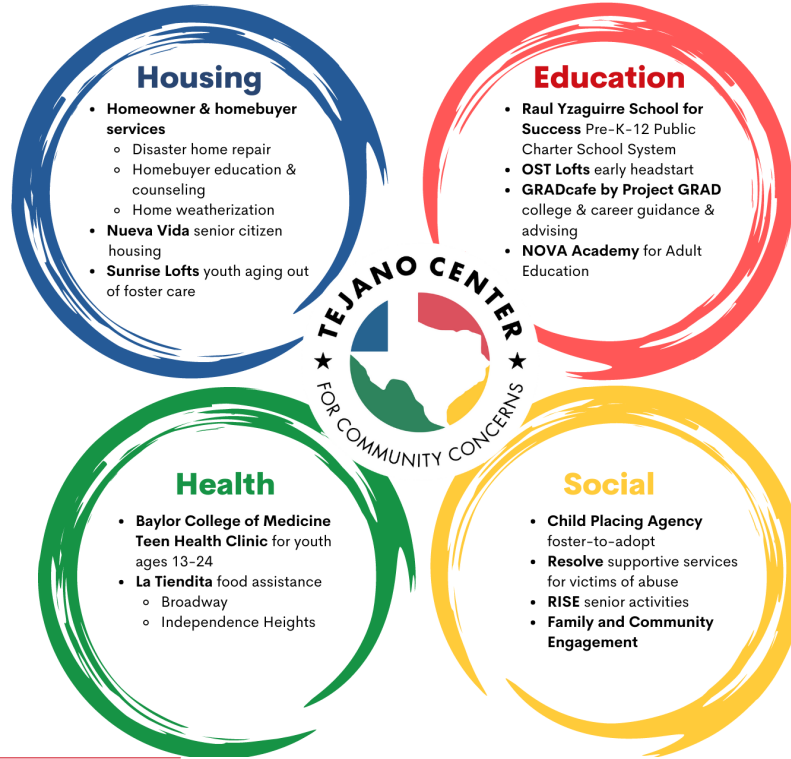 Housing
• Homeowner & homebuyer
services
◦ Disaster home repair
◦ Homebuyer education &
counseling
◦ Home weatherization
• Nueva Vida senior citizen
housing
• Sunrise Lofts youth aging out
of foster care
Education
• Raul Yzaguirre School for
Success Pre-K-12 Public
Charter School System
• OST Lofts early headstart
• GRADcafe by Project GRAD
college & career guidance &
advising
• NOVA Academy for Adult
Education
★ TEJANO CENTER ★
FOR COMMUNITY CONCERNS
Health
• Baylor College of Medicine
Teen Health Clinic for youth
ages 13-24
• La Tiendita food assistance
◦ Broadway
◦ Independence Heights
Social
• Child Placing Agency
foster-to-adopt
• Resolve supportive services
for victims of abuse
• RISE senior activities
• Family and Community
Engagement